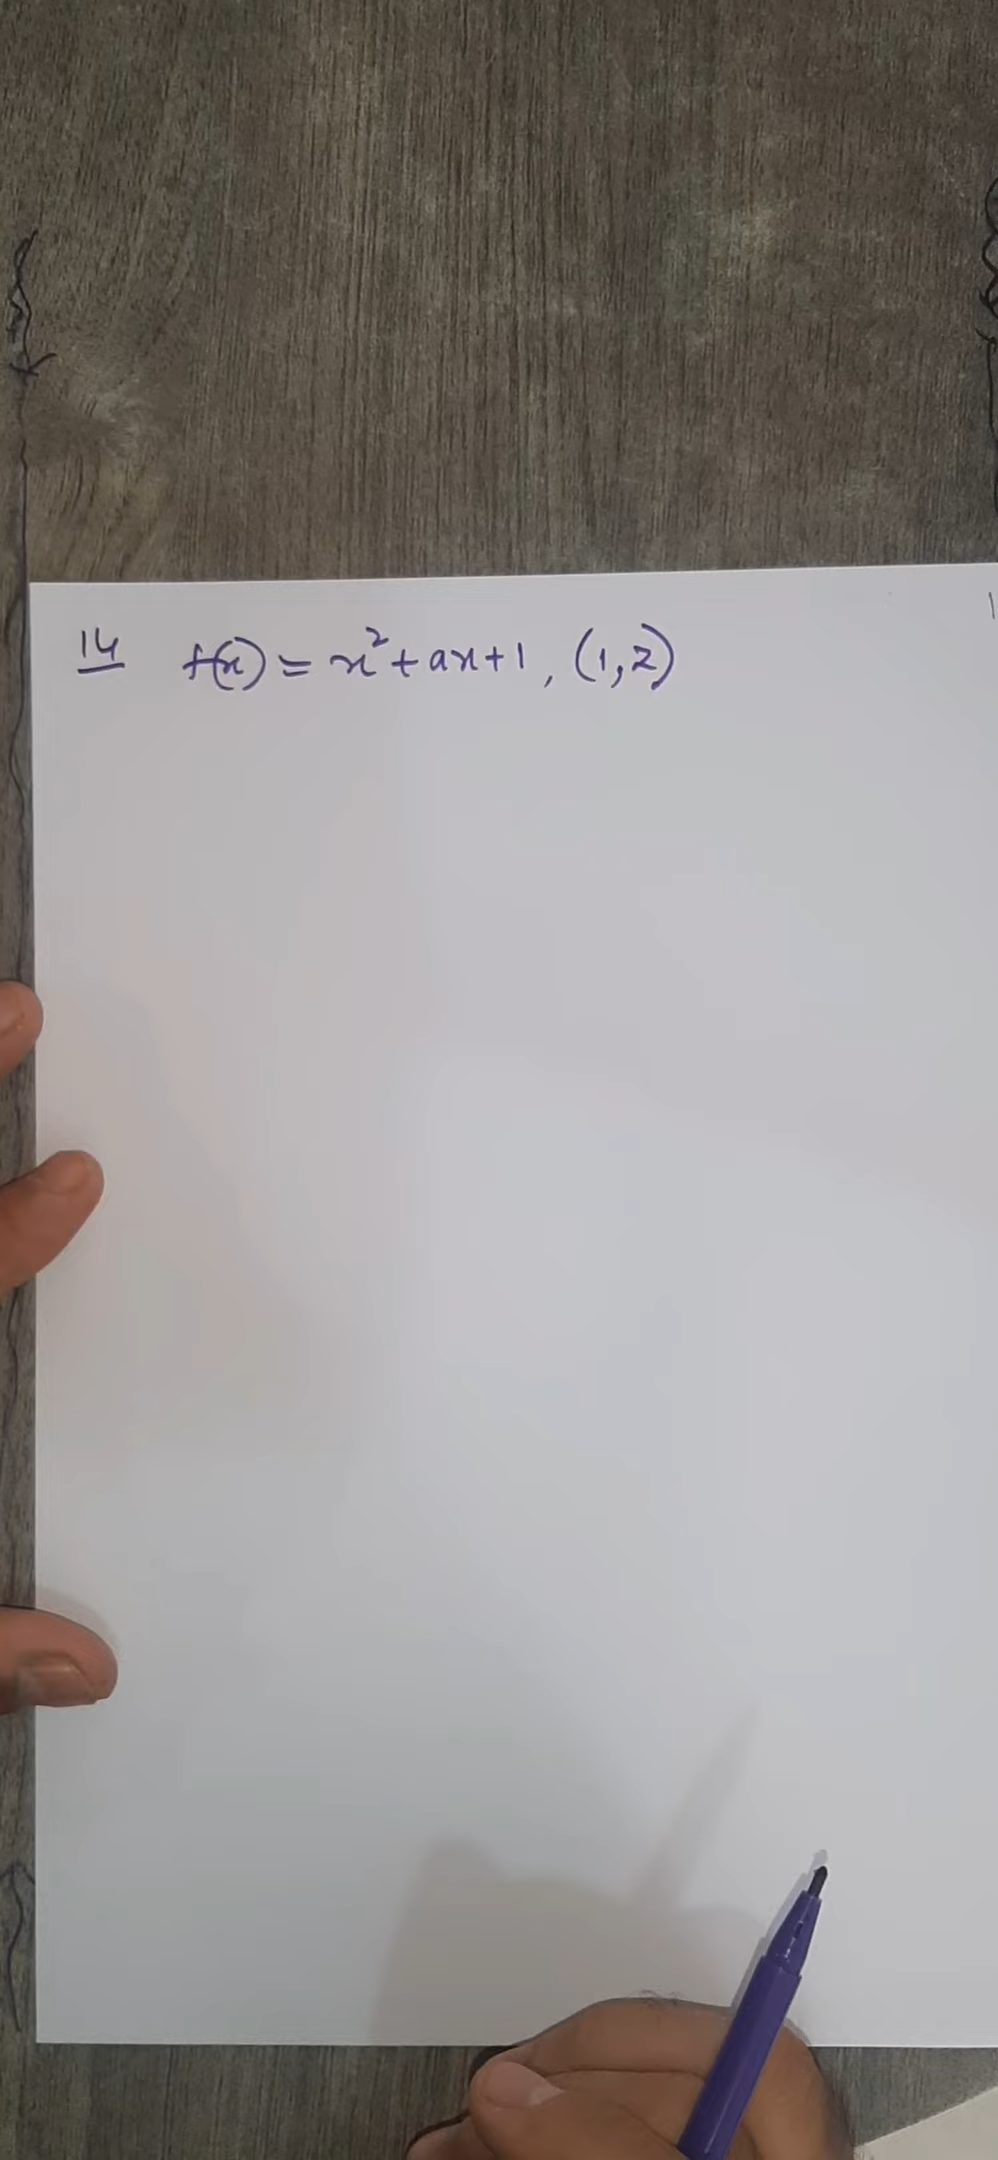 14 f(x) = x² + ax + 1, (1, 2)